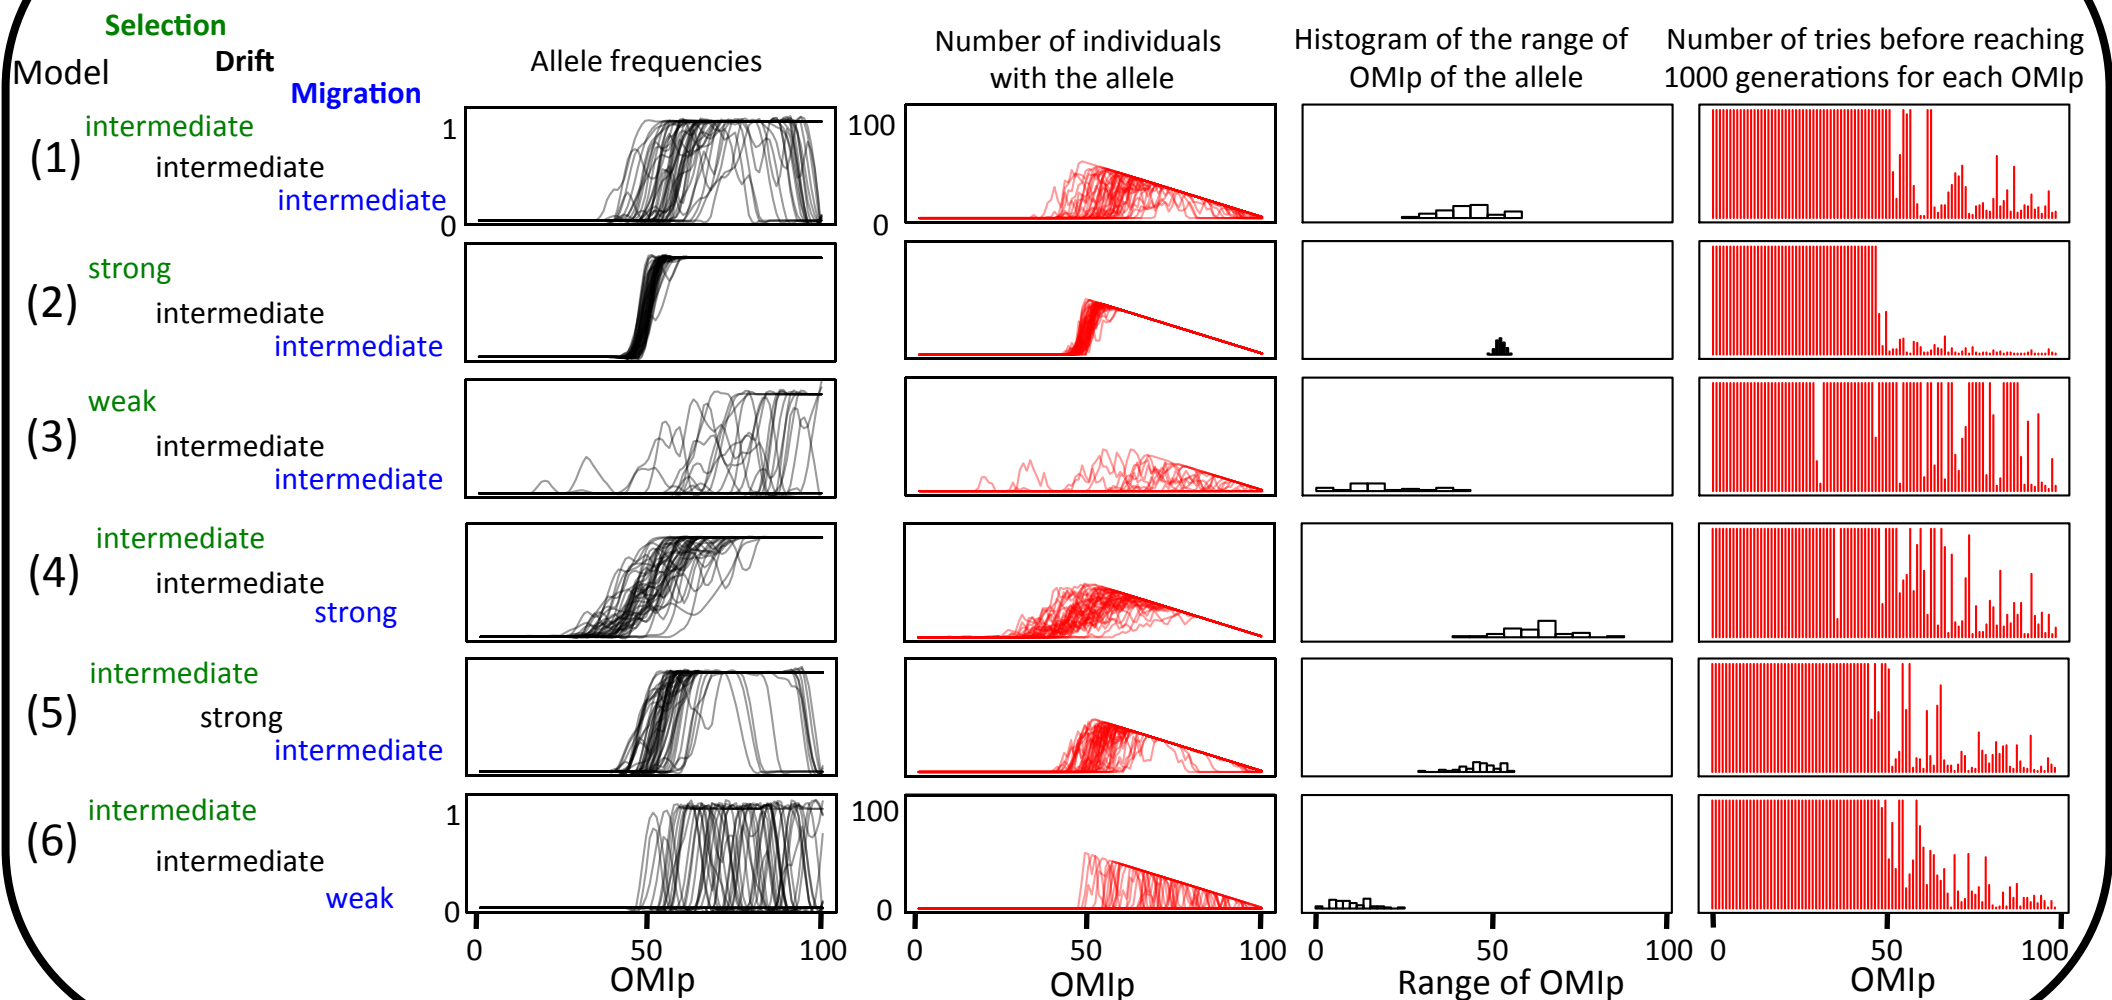 Selection
Drift
Model
Migration
Allele frequencies
Number of individuals
with the allele
Histogram of the range of
OMIp of the allele
Number of tries before reaching
1000 generations for each OMIp
(1)
intermediate
intermediate
intermediate
1
0
100
0
(2)
strong
intermediate
intermediate
(3)
weak
intermediate
intermediate
(4)
intermediate
intermediate
strong
(5)
intermediate
strong
intermediate
(6)
intermediate
intermediate
weak
1
0
100
0
0 50 100
OMIp
0 50 100
OMIp
0 50 100
Range of OMIp
0 50 100
OMIp